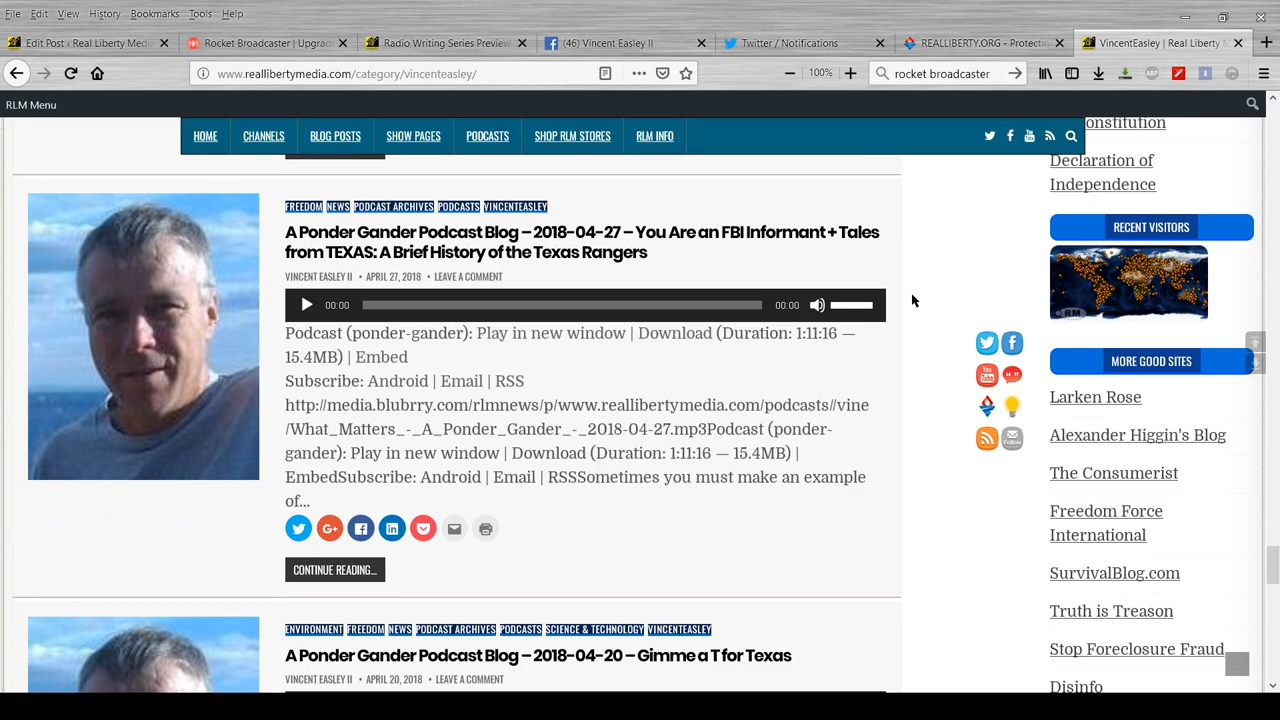 File Edit View History Bookmarks Tools Help
Edit Post ‹ Real Liberty Med
Rocket Broadcaster | Upgrad
Radio Writing Series Preview
(46) Vincent Easley II
Twitter / Notifications
REALLIBERTY.ORG - Protectin
VincentEasley | Real Liberty M
www.reallibertymedia.com/category/vincenteasley/
100%
rocket broadcaster
ABP
RLM Menu
HOME CHANNELS BLOG POSTS SHOW PAGES PODCASTS SHOP RLM STORES RLM INFO
FREEDOM NEWS PODCAST ARCHIVES PODCASTS VINCENTEASLEY
A Ponder Gander Podcast Blog – 2018-04-27 – You Are an FBI Informant + Tales
from TEXAS: A Brief History of the Texas Rangers
VINCENT EASLEY II • APRIL 27, 2018 • LEAVE A COMMENT
00:00 00:00
Podcast (ponder-gander): Play in new window | Download (Duration: 1:11:16 —
15.4MB) | Embed
Subscribe: Android | Email | RSS
http://media.blubrry.com/rlmnews/p/www.reallibertymedia.com/podcasts//vine
/What_Matters_-_A_Ponder_Gander_-_2018-04-27.mp3Podcast (ponder-
gander): Play in new window | Download (Duration: 1:11:16 — 15.4MB) |
EmbedSubscribe: Android | Email | RSSSometimes you must make an example
of...
G+ in
CONTINUE READING...
ENVIRONMENT FREEDOM NEWS PODCAST ARCHIVES PODCASTS SCIENCE & TECHNOLOGY VINCENTEASLEY
A Ponder Gander Podcast Blog – 2018-04-20 – Gimme a T for Texas
VINCENT EASLEY II • APRIL 20, 2018 • LEAVE A COMMENT
You Tube
Follow
onstitution
Declaration of
Independence
RECENT VISITORS
RM
MORE GOOD SITES
Larken Rose
Alexander Higgin's Blog
The Consumerist
Freedom Force
International
SurvivalBlog.com
Truth is Treason
Stop Foreclosure Fraud
Disinfo